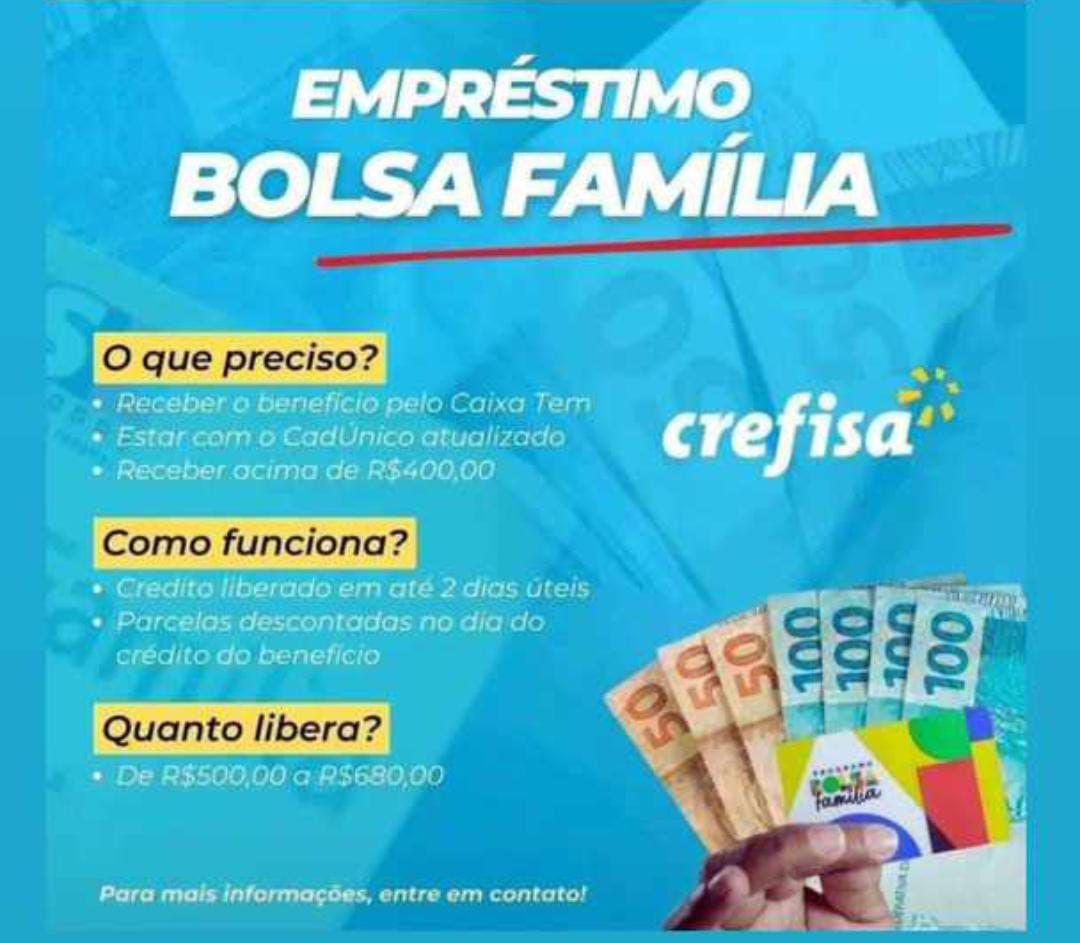 EMPRÉSTIMO
BOLSA FAMÍLIA
O que preciso?
• Receber o benefício pelo Caixa Tem
• Estar com o CadÚnico atualizado
• Receber acima de R$400,00
crefisa
Como funciona?
• Credito liberado em até 2 dias úteis
• Parcelas descontadas no dia do
crédito do benefício
Quanto libera?
• De R$500,00 a R$680,00
50 50 50 100 100 100 100
PROGRAMA
BOLSA
família
Para mais informações, entre em contato!